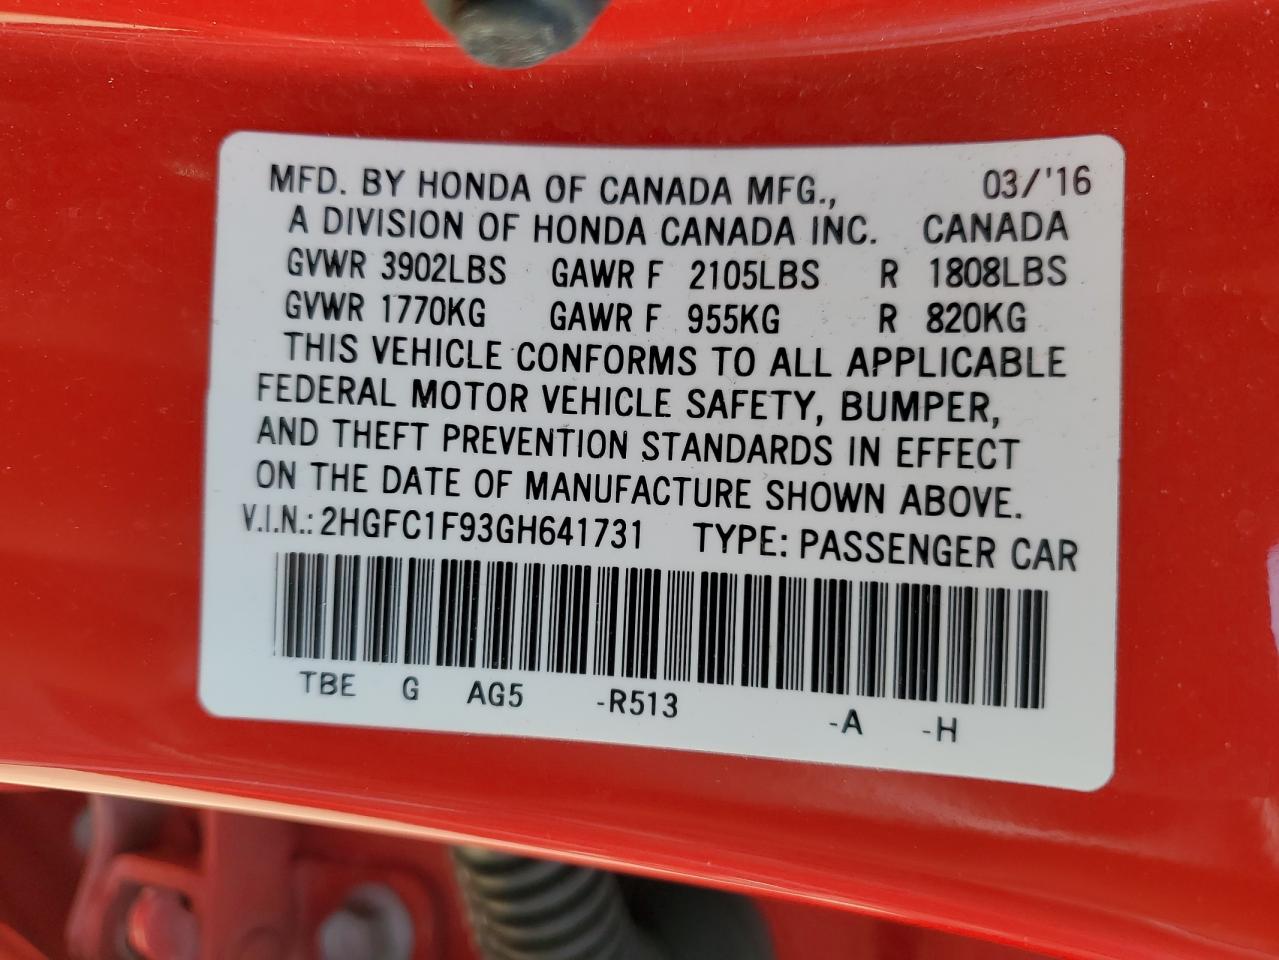 MFD. BY HONDA OF CANADA MFG., 03/'16
A DIVISION OF HONDA CANADA INC. CANADA
GVWR 3902LBS GAWR F 2105LBS R 1808LBS
GVWR 1770KG GAWR F 955KG R 820KG
THIS VEHICLE CONFORMS TO ALL APPLICABLE
FEDERAL MOTOR VEHICLE SAFETY, BUMPER,
AND THEFT PREVENTION STANDARDS IN EFFECT
ON THE DATE OF MANUFACTURE SHOWN ABOVE.
V.I.N.: 2HGFC1F93GH641731 TYPE: PASSENGER CAR
TBE G AG5 -R513 -A -H